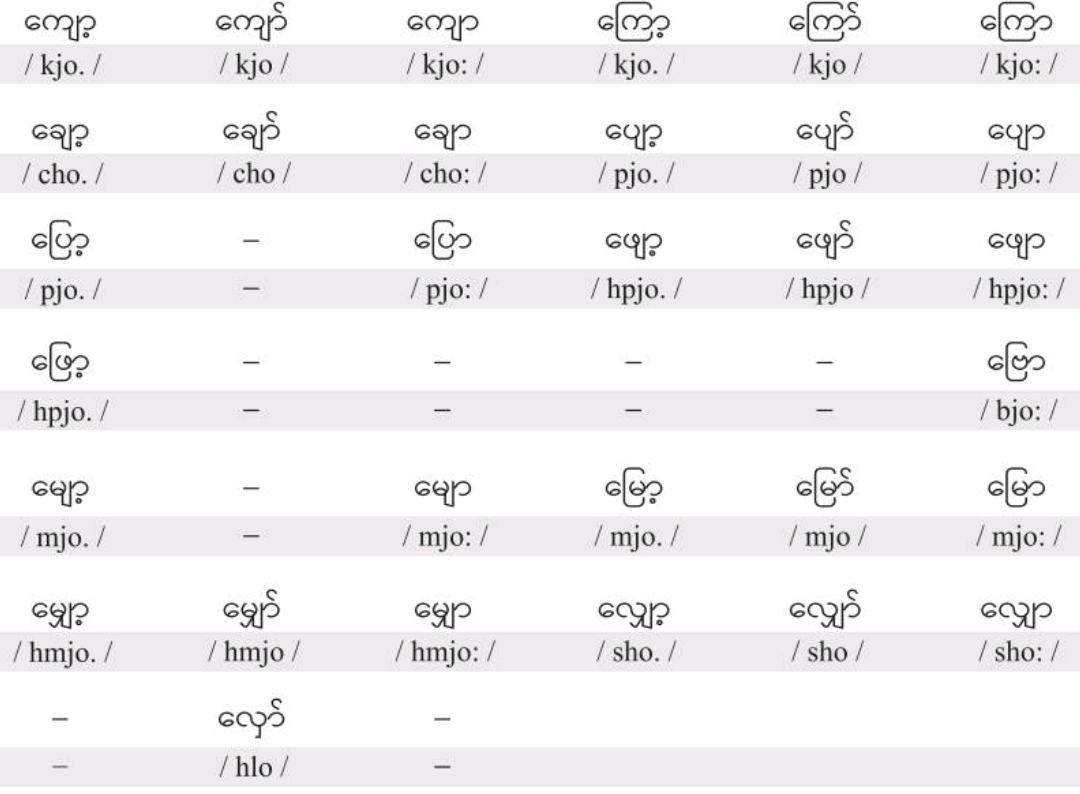 ကျော့ ကျော် ကျော ကြော့ ကြော် ကြော
/ kjo. / / kjo / / kjo: / / kjo. / / kjo / / kjo: /
ချော့ ချော် ချော ပျော့ ပျော် ပျော
/ cho. / / cho / / cho: / / pjo. / / pjo / / pjo: /
ပြော့ – ပြော ဖျော့ ဖျော် ဖျော
/ pjo. / – / pjo: / / hpjo. / / hpjo / / hpjo: /
ဖြော့ – – – – ဗြော
/ hpjo. / – – – – / bjo: /
မျော့ – မျော မြော့ မြော် မြော
/ mjo. / – / mjo: / / mjo. / / mjo / / mjo: /
မျှော့ မျှော် မျှော လျှော့ လျှော် လျှော
/ hmjo. / / hmjo / / hmjo: / / sho. / / sho / / sho: /
– လှော် –
– / hlo / –